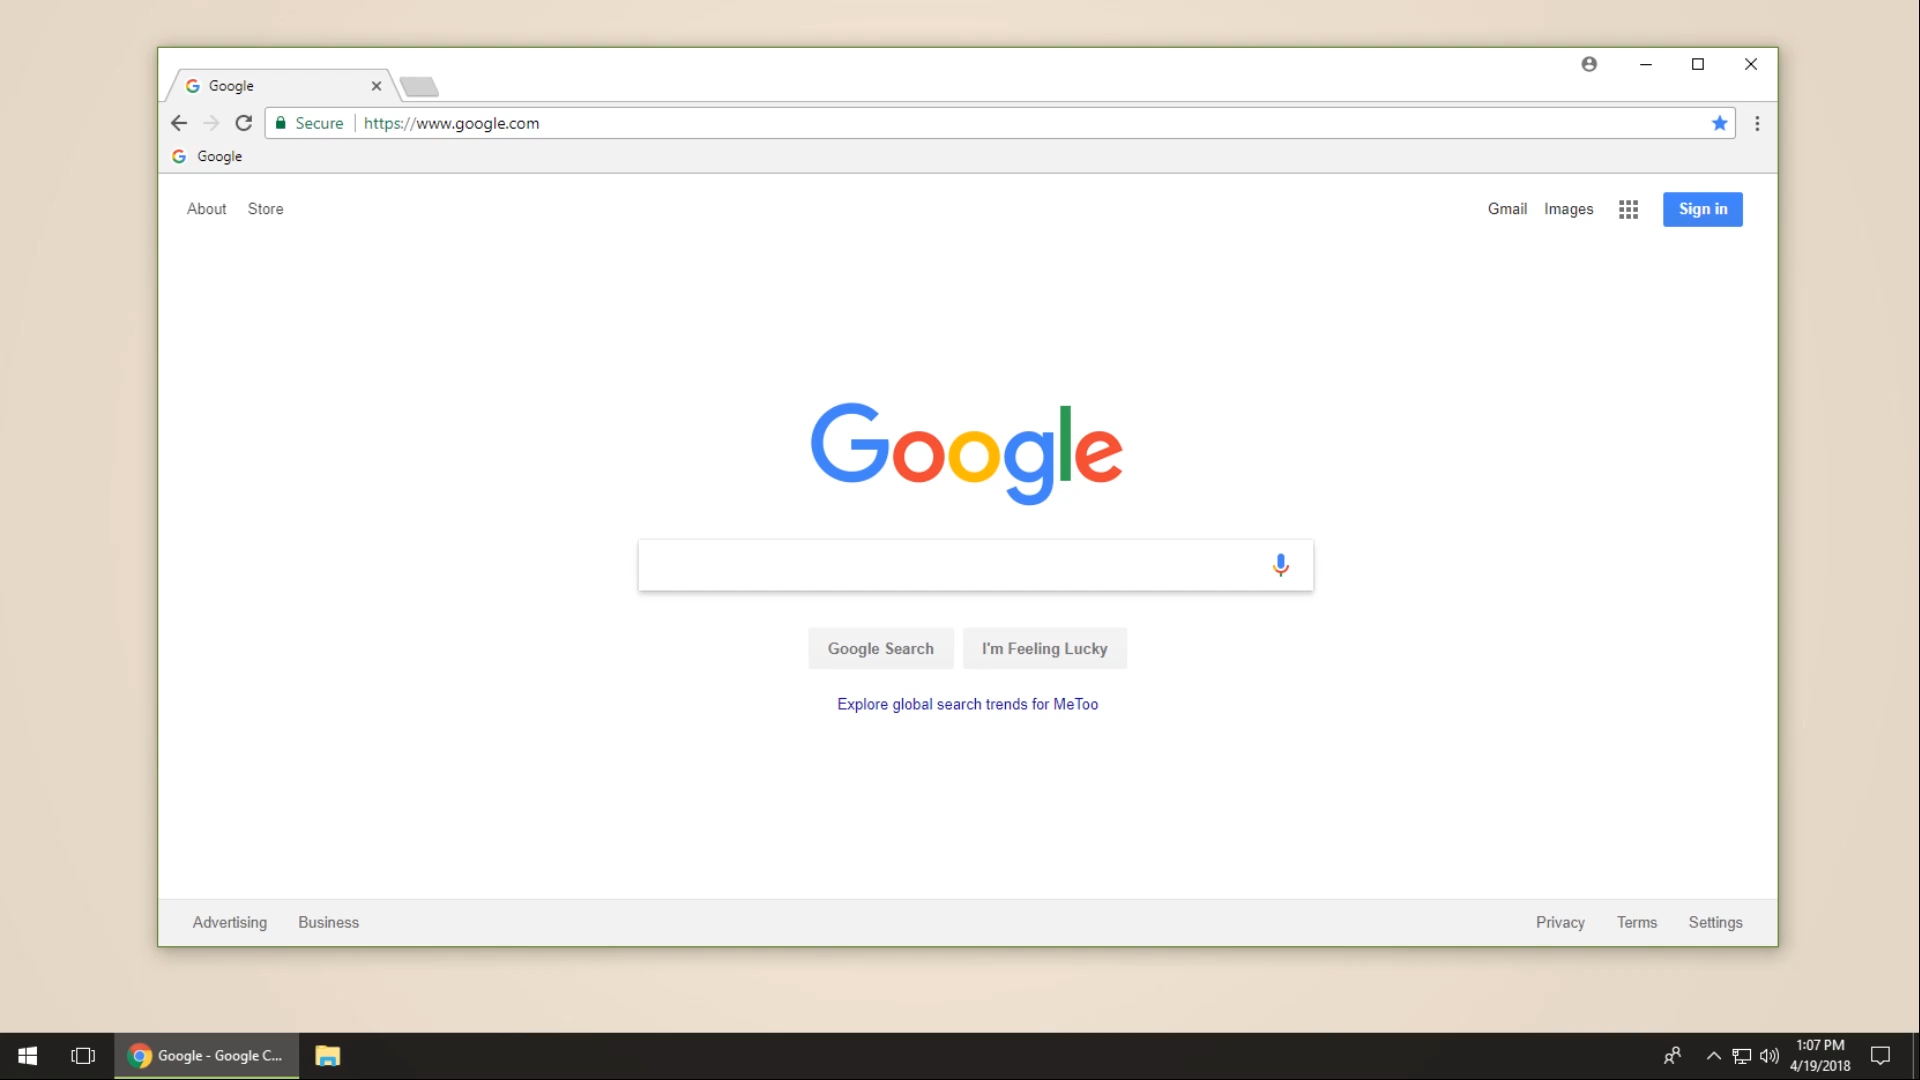 Google
Secure
https://www.google.com
Google
About
Store
Gmail
Images
Sign in
Google
Google Search
I'm Feeling Lucky
Explore global search trends for MeToo
Advertising
Business
Privacy
Terms
Settings
Google - Google C...
1:07 PM
4/19/2018